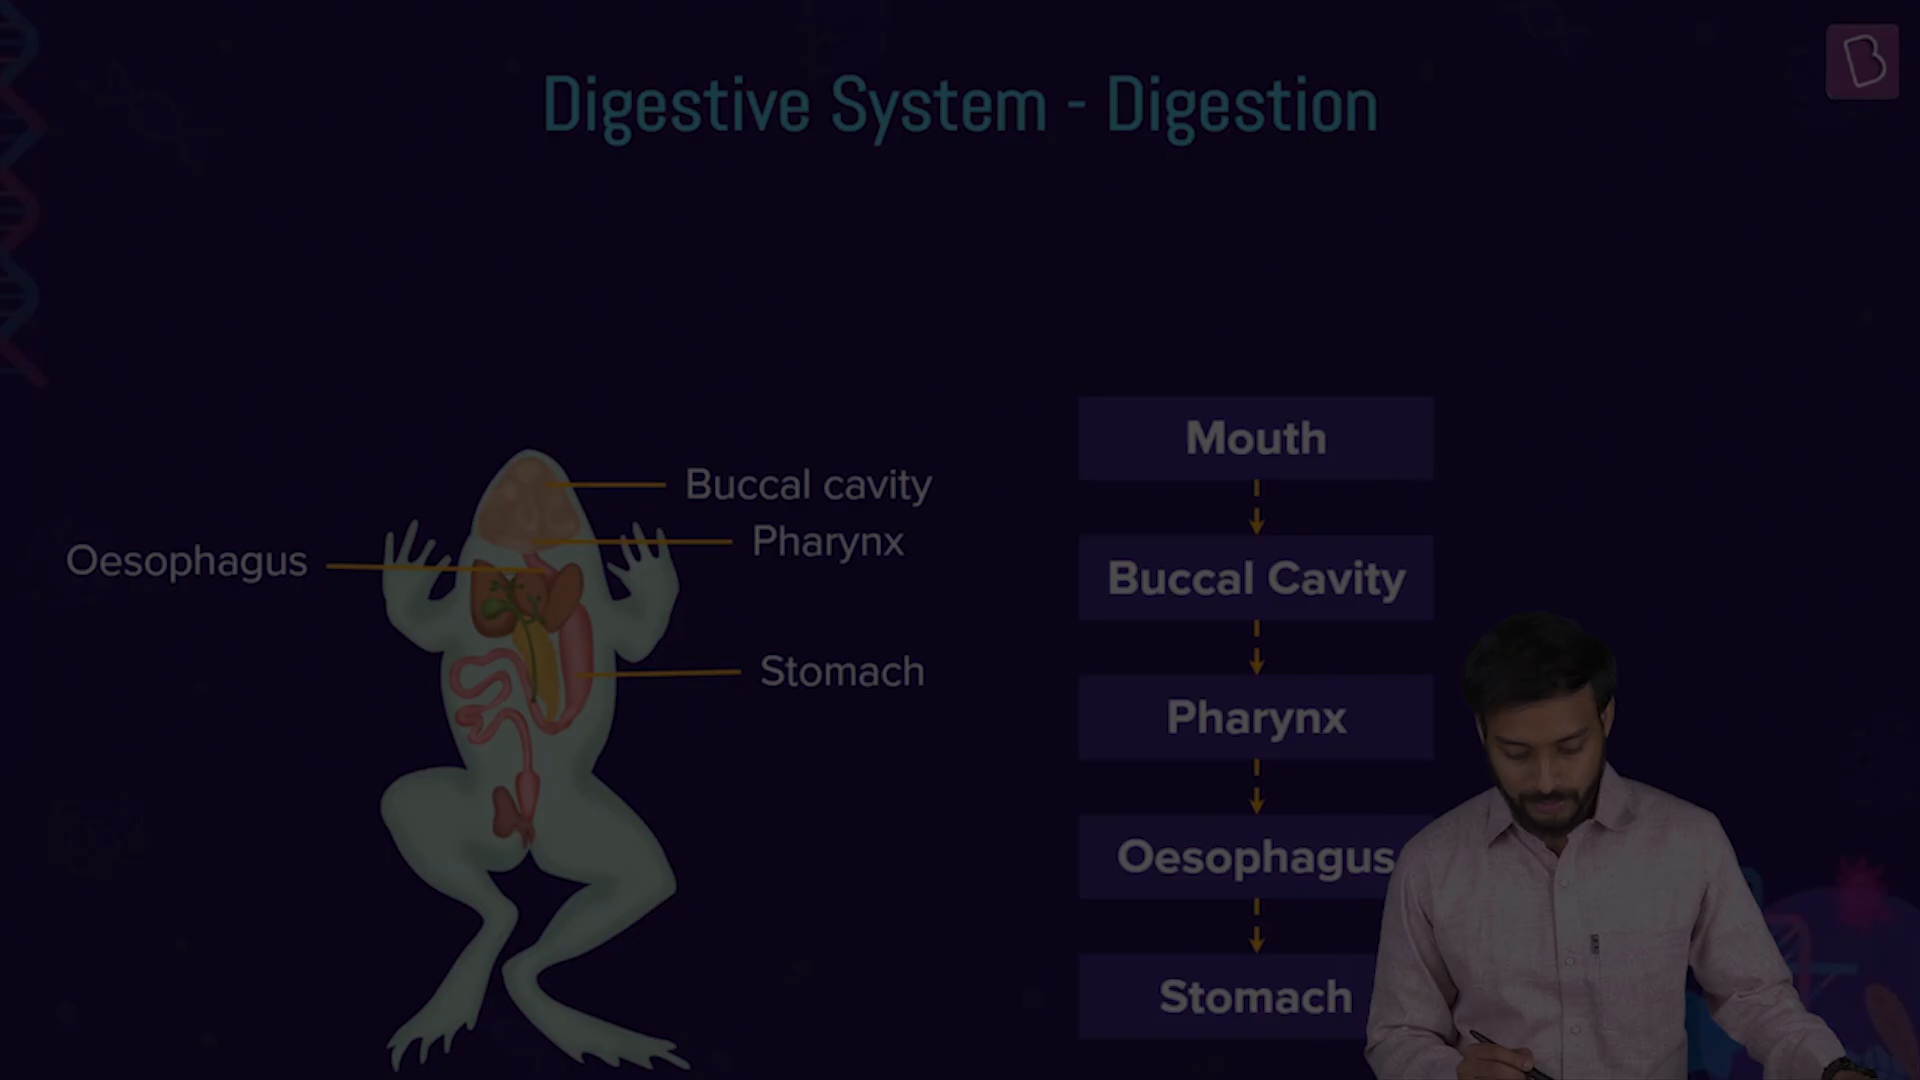 Digestive System - Digestion
Buccal cavity
Pharynx
Oesophagus
Stomach
Mouth
Buccal Cavity
Pharynx
Oesophagus
Stomach